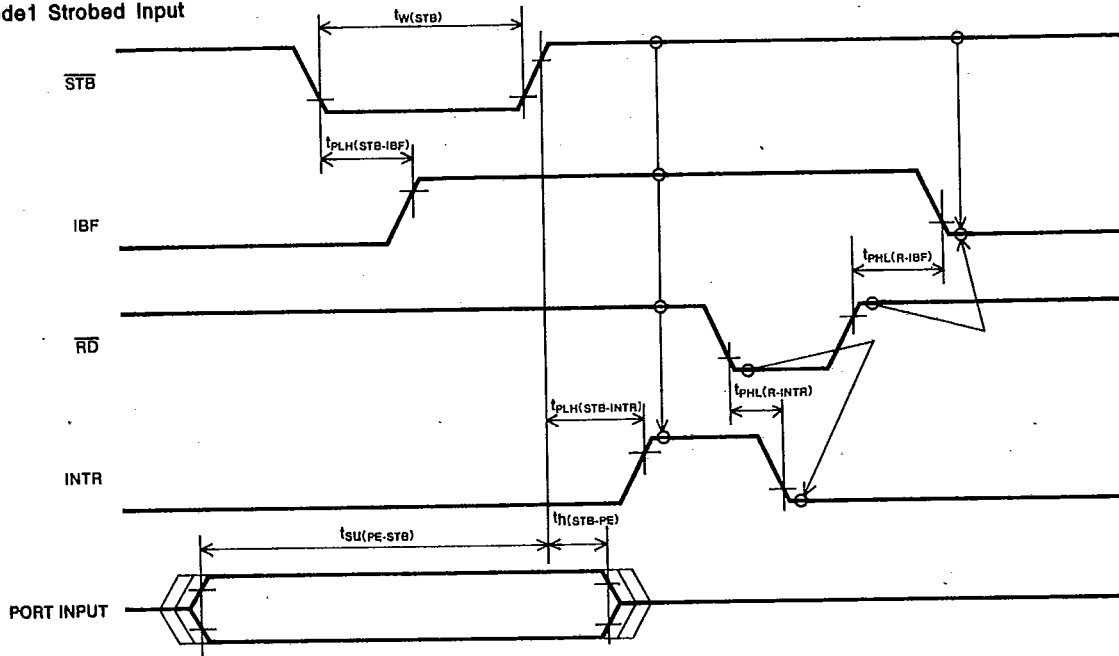 de1 Strobed Input
tW(STB)
STB
tPLH(STB-IBF)
IBF
tPHL(R-IBF)
RD
tPHL(R-INTR)
tPLH(STB-INTR)
INTR
tSU(PE-STB)
th(STB-PE)
PORT INPUT